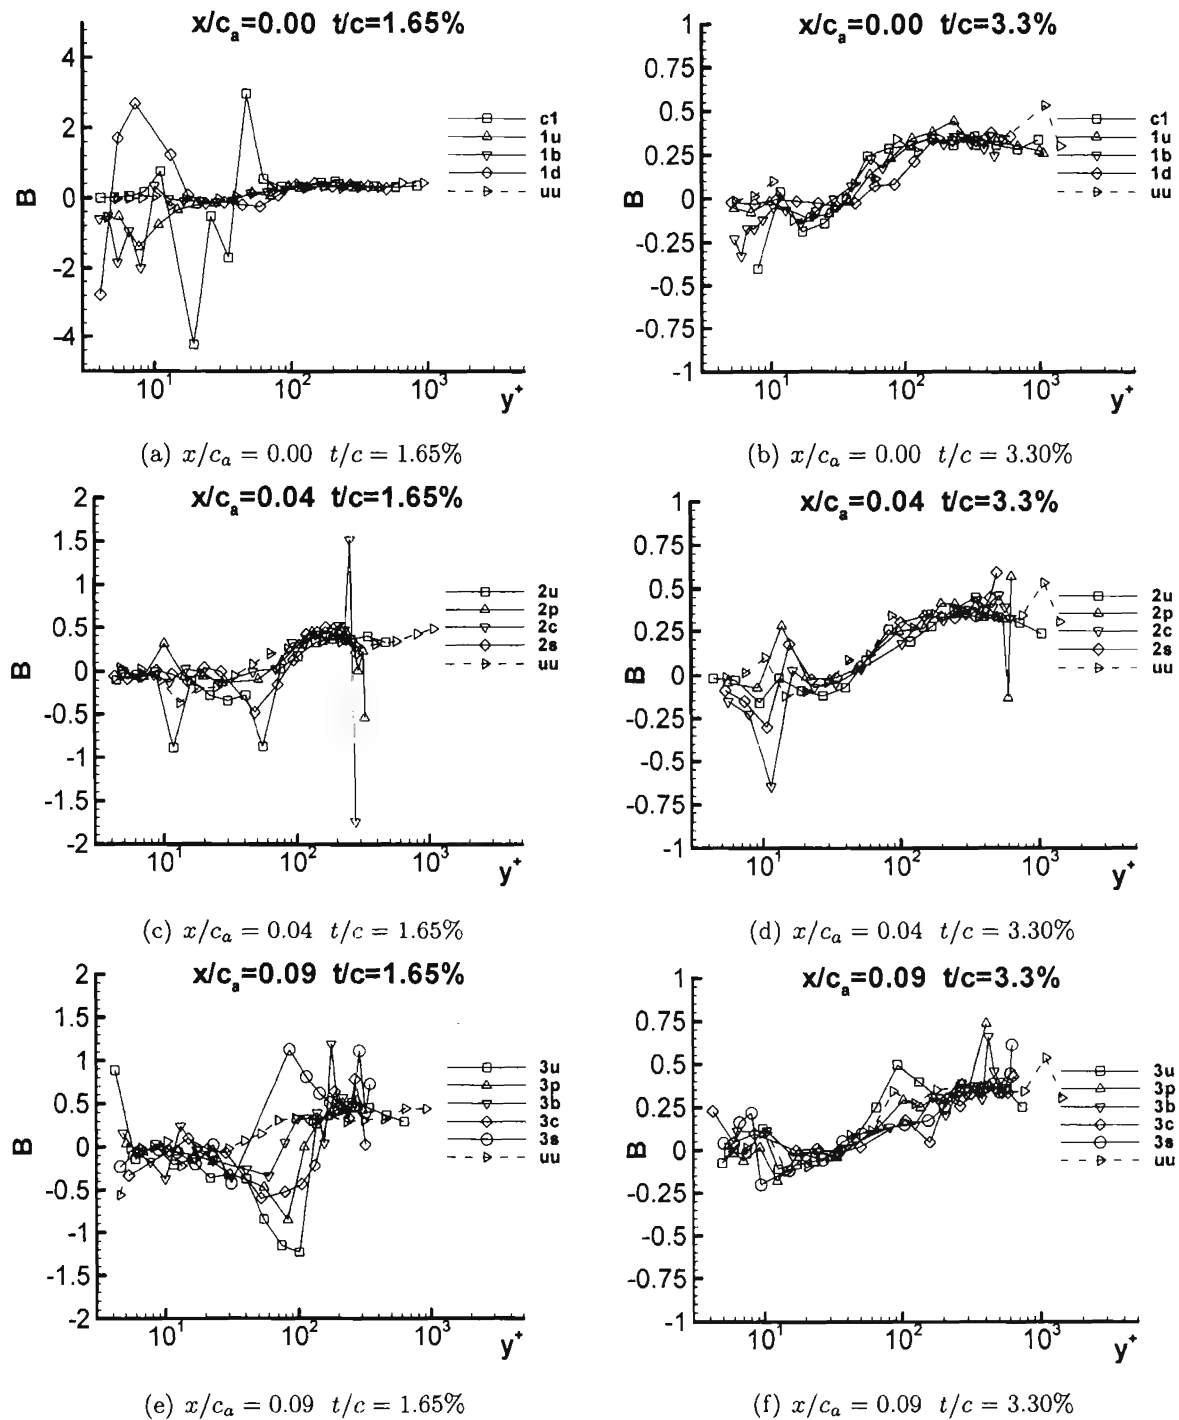 x/cₐ=0.00 t/c=1.65%
4
2
0
-2
-4
B
10¹
10²
10³
y⁺
c1
1u
1b
1d
uu
(a) x/cₐ = 0.00 t/c = 1.65%
x/cₐ=0.00 t/c=3.3%
1
0.75
0.5
0.25
0
-0.25
-0.5
-0.75
-1
B
10¹
10²
10³
y⁺
c1
1u
1b
1d
uu
(b) x/cₐ = 0.00 t/c = 3.30%
x/cₐ=0.04 t/c=1.65%
2
1.5
1
0.5
0
-0.5
-1
-1.5
-2
B
10¹
10²
10³
y⁺
2u
2p
2c
2s
uu
(c) x/cₐ = 0.04 t/c = 1.65%
x/cₐ=0.04 t/c=3.3%
1
0.75
0.5
0.25
0
-0.25
-0.5
-0.75
-1
B
10¹
10²
10³
y⁺
2u
2p
2c
2s
uu
(d) x/cₐ = 0.04 t/c = 3.30%
x/cₐ=0.09 t/c=1.65%
2
1.5
1
0.5
0
-0.5
-1
-1.5
-2
B
10¹
10²
10³
y⁺
3u
3p
3b
3c
3s
uu
(e) x/cₐ = 0.09 t/c = 1.65%
x/cₐ=0.09 t/c=3.3%
1
0.75
0.5
0.25
0
-0.25
-0.5
-0.75
-1
B
10¹
10²
10³
y⁺
3u
3p
3b
3c
3s
uu
(f) x/cₐ = 0.09 t/c = 3.30%